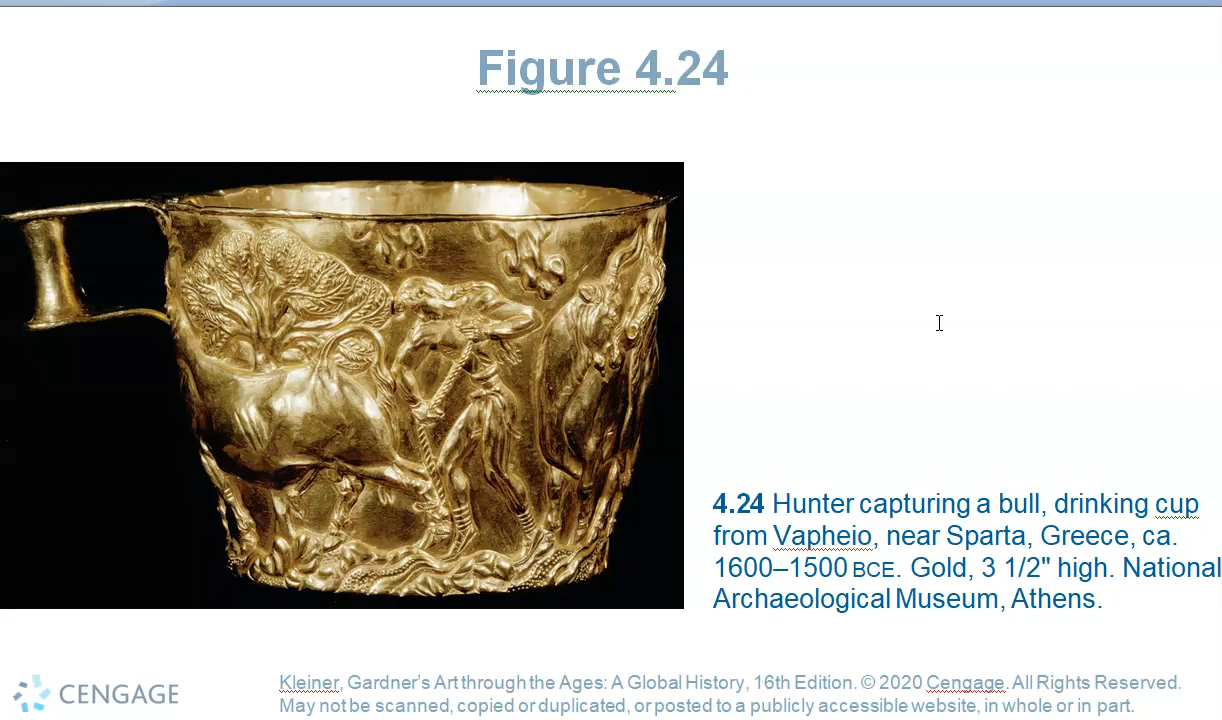 Figure 4.24
4.24 Hunter capturing a bull, drinking cup
from Vapheio, near Sparta, Greece, ca.
1600–1500 BCE. Gold, 3 1/2" high. National
Archaeological Museum, Athens.
CENGAGE
Kleiner, Gardner's Art through the Ages: A Global History, 16th Edition. © 2020 Cengage. All Rights Reserved.
May not be scanned, copied or duplicated, or posted to a publicly accessible website, in whole or in part.